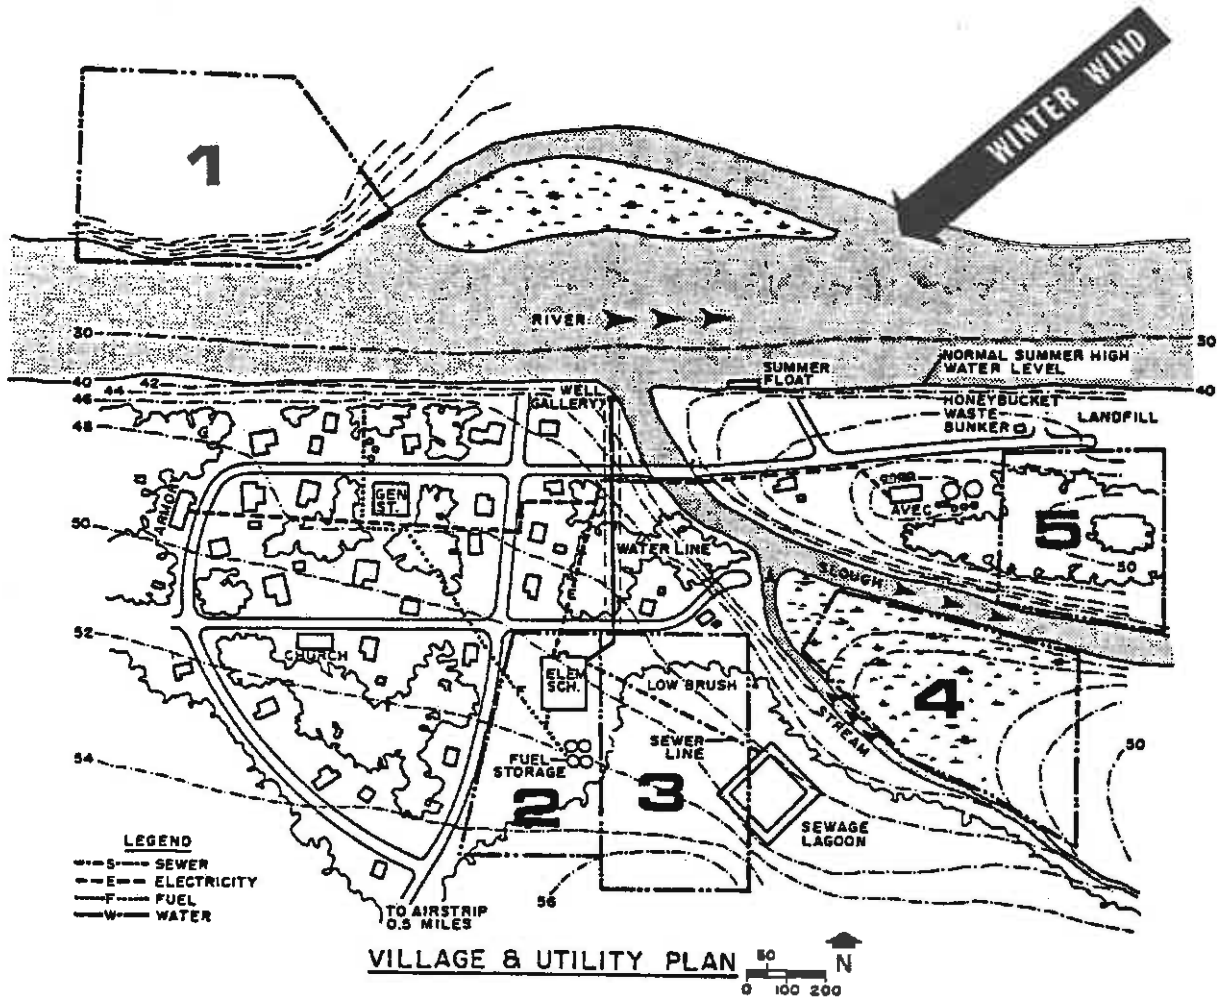 WINTER WIND
1
RIVER
30
30
NORMAL SUMMER HIGH
WATER LEVEL
SUMMER
FLOAT
40
42
44
46
40
WELL
GALLERY
HONEYBUCKET
WASTE
BUNKER
LANDFILL
48
GEN
ST.
ARMORY
AVEC
50
5
WATER LINE
SLOUGH
50
52
CHURCH
ELEM
SCH.
LOW BRUSH
4
STREAM
F
SEWER
LINE
50
54
FUEL
STORAGE
2
3
SEWAGE
LAGOON
LEGEND
S SEWER
E ELECTRICITY
F FUEL
W WATER
56
TO AIRSTRIP
0.5 MILES
VILLAGE & UTILITY PLAN
50
0 100 200
N